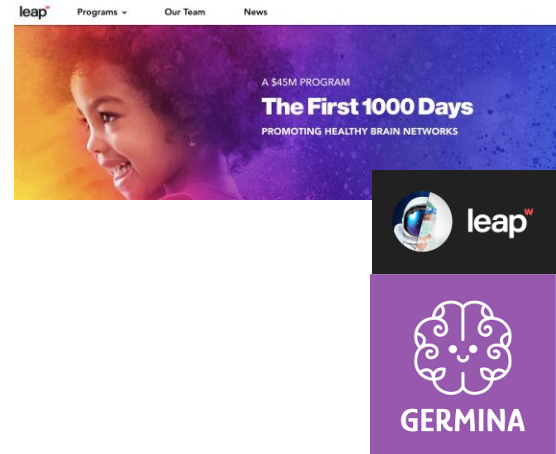 leap w Programs Our Team News
A $45M PROGRAM
The First 1000 Days
PROMOTING HEALTHY BRAIN NETWORKS
leap w
GERMINA